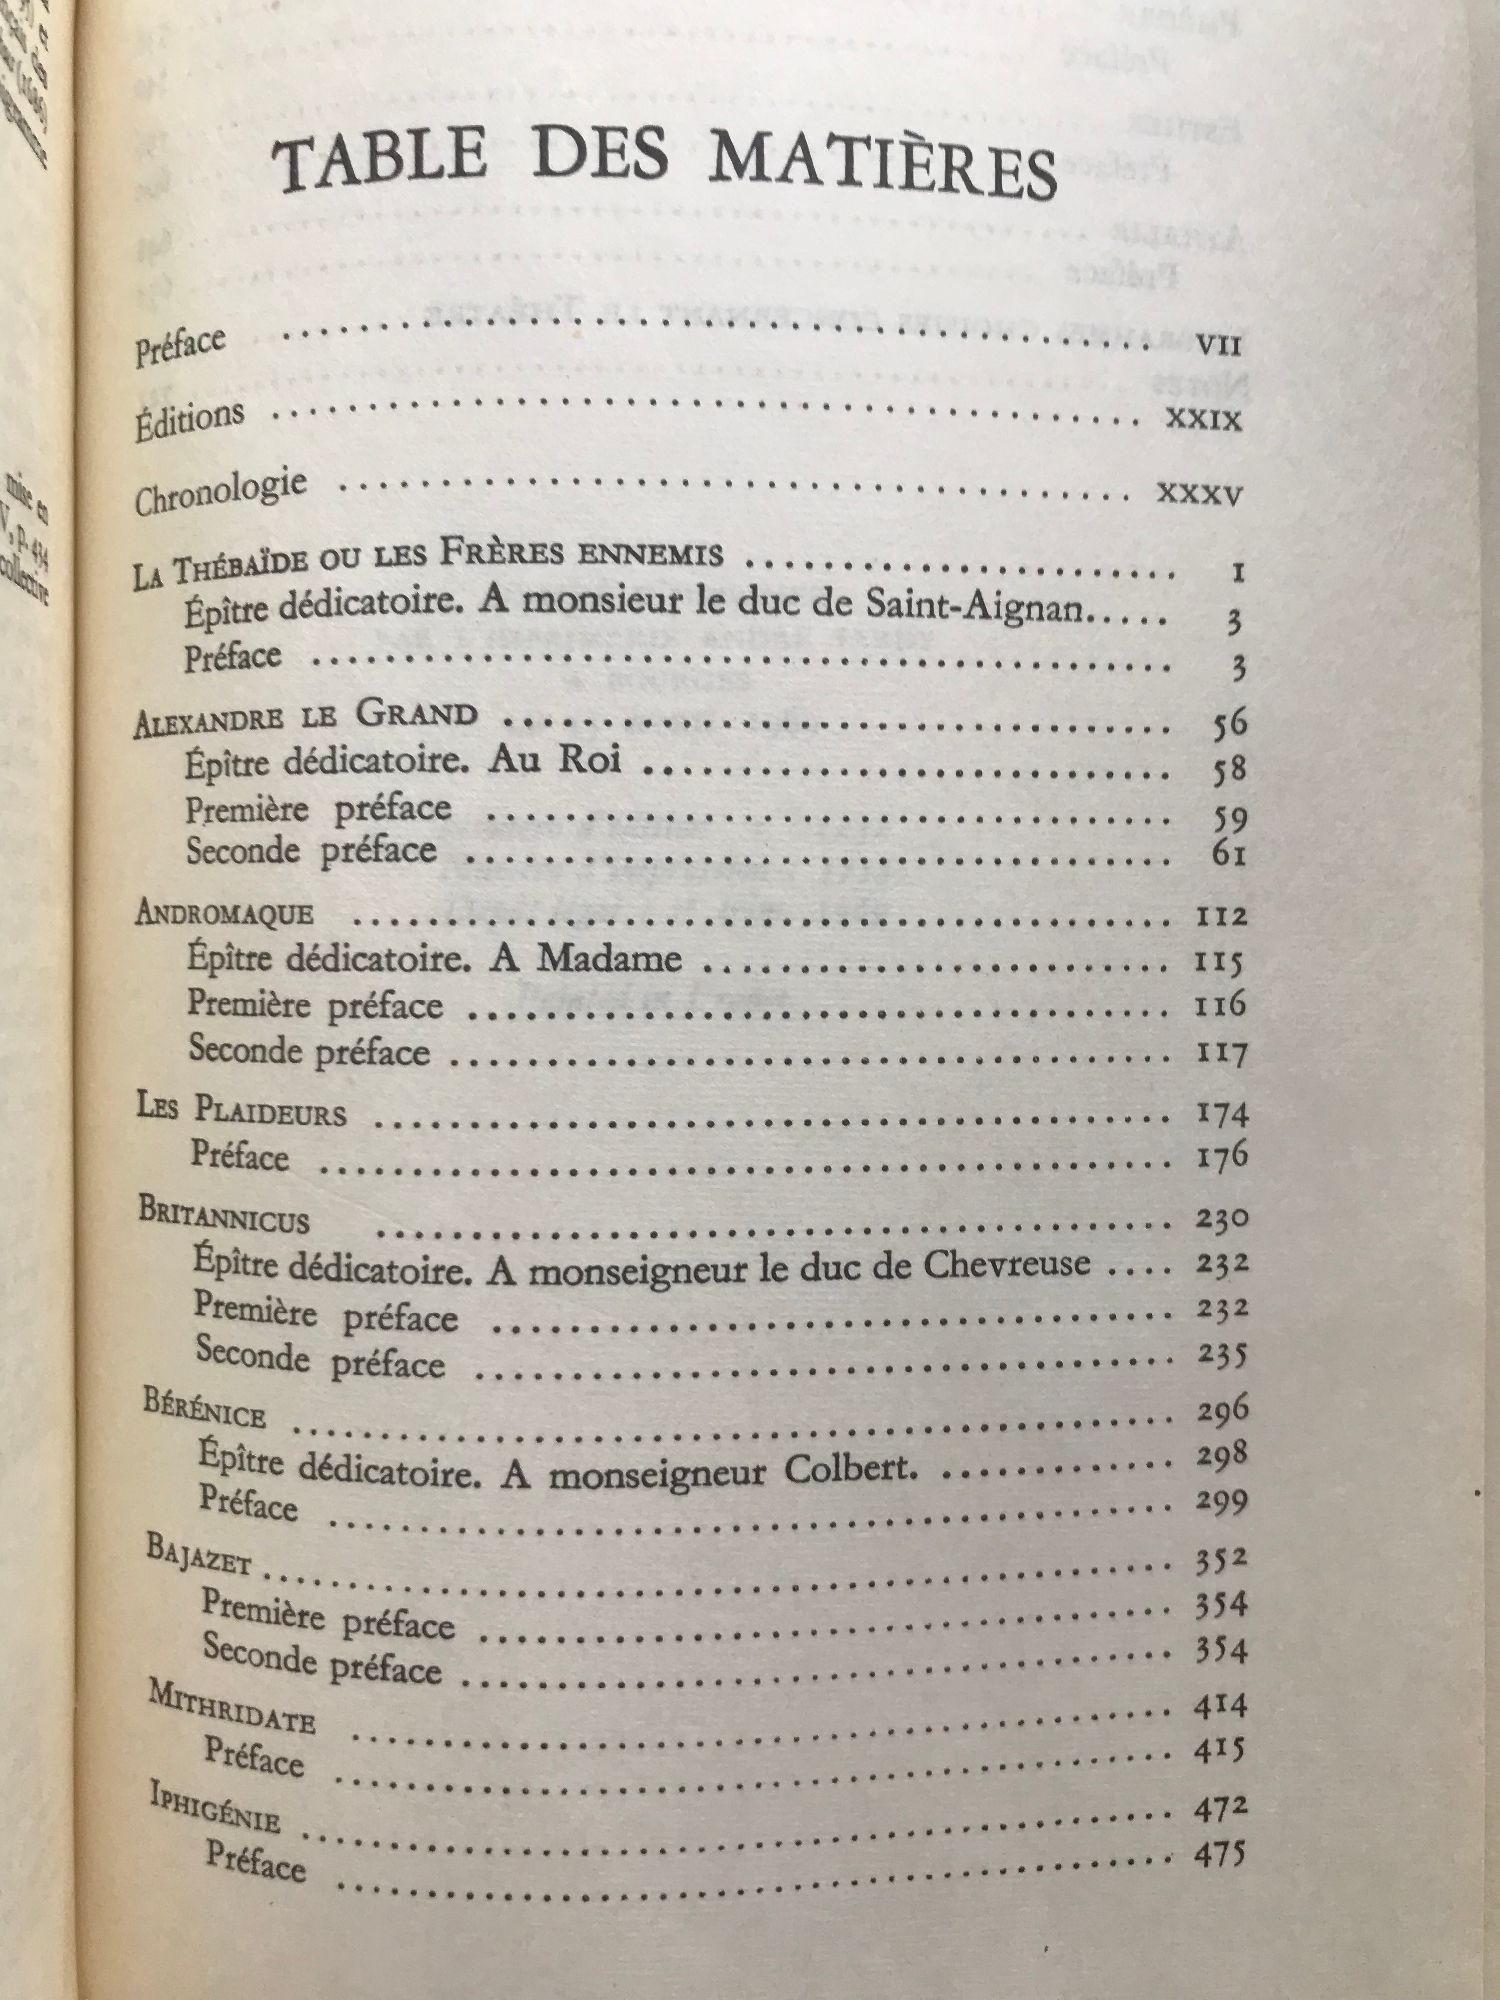 TABLE DES MATIÈRES
Préface ........................................ VII
Éditions ........................................ XXIX
Chronologie ........................................ XXXV
LA THÉBAÏDE OU LES FRÈRES ENNEMIS ........................ 1
Épître dédicatoire. A monsieur le duc de Saint-Aignan..... 3
Préface ........................................ 3
ALEXANDRE LE GRAND ........................................ 56
Épître dédicatoire. Au Roi ........................................ 58
Première préface ........................................ 59
Seconde préface ........................................ 61
ANDROMAQUE ........................................ 112
Épître dédicatoire. A Madame ........................................ 115
Première préface ........................................ 116
Seconde préface ........................................ 117
LES PLAIDEURS ........................................ 174
Préface ........................................ 176
BRITANNICUS ........................................ 230
Épître dédicatoire. A monseigneur le duc de Chevreuse .... 232
Première préface ........................................ 232
Seconde préface ........................................ 235
BÉRÉNICE ........................................ 296
Épître dédicatoire. A monseigneur Colbert. ............. 298
Préface ........................................ 299
BAJAZET ........................................ 352
Première préface ........................................ 354
Seconde préface ........................................ 354
MITHRIDATE ........................................ 414
Préface ........................................ 415
IPHIGÉNIE ........................................ 472
Préface ........................................ 475
mise en
V, p. 434
collective